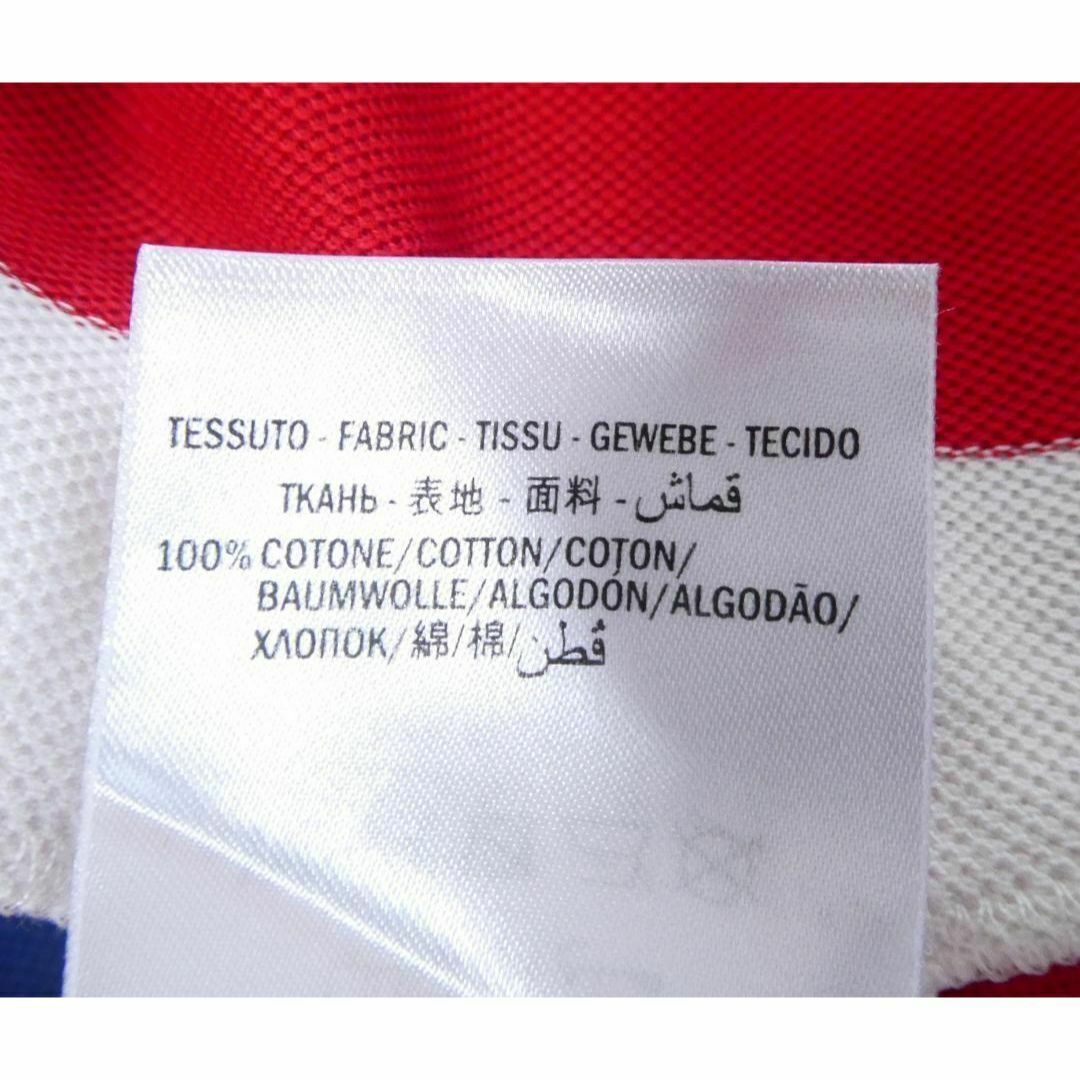 TESSUTO - FABRIC - TISSU - GEWEBE - TECIDO
ТКАНЬ - 表地 - 面料 - قماش
100% COTONE/COTTON/COTON/
BAUMWOLLE/ALGODÓN/ALGODÃO/
ХЛОПОК/綿/棉/قُطن